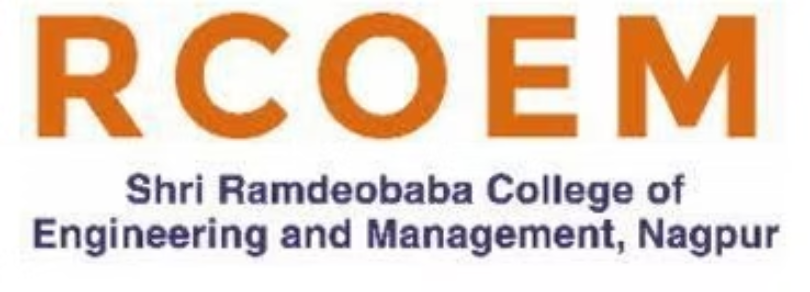 RCOEM
Shri Ramdeobaba College of
Engineering and Management, Nagpur